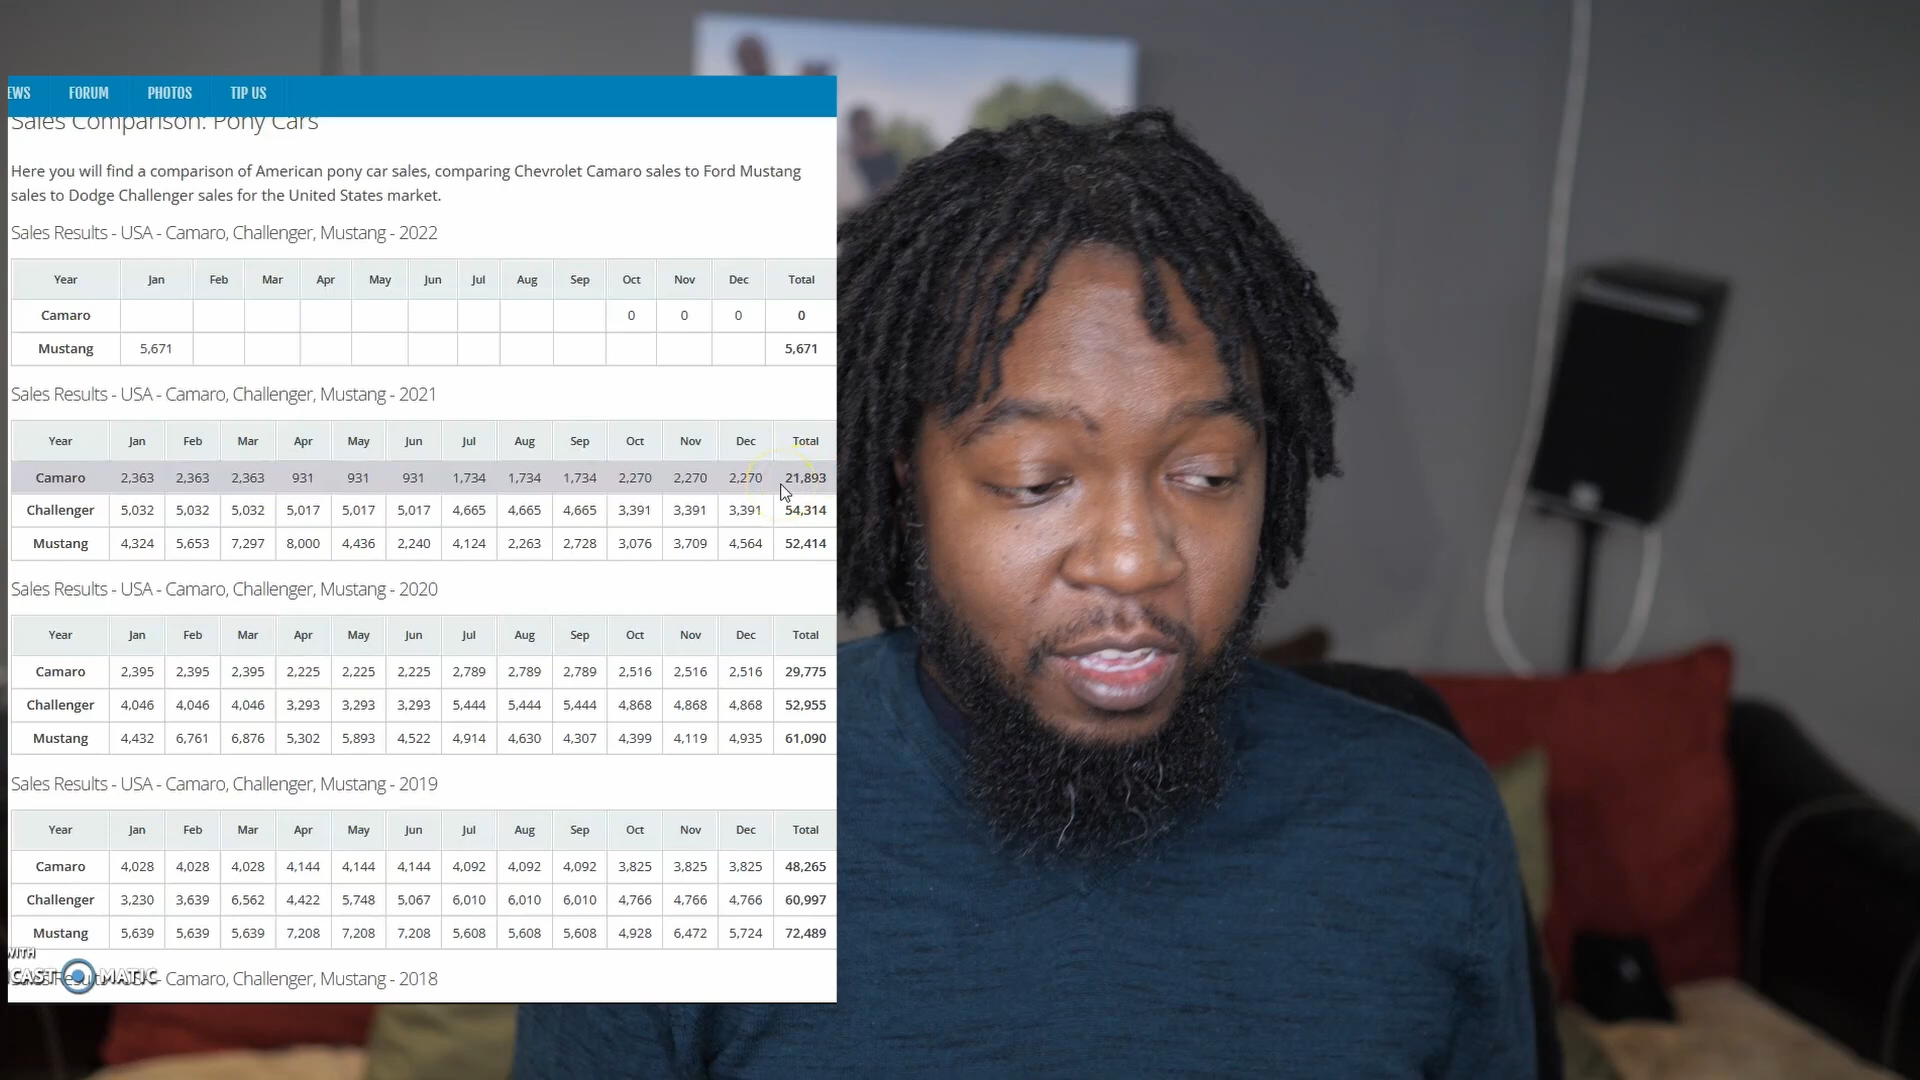 EWS FORUM PHOTOS TIP US
Sales Comparison: Pony Cars
Here you will find a comparison of American pony car sales, comparing Chevrolet Camaro sales to Ford Mustang
sales to Dodge Challenger sales for the United States market.
Sales Results - USA - Camaro, Challenger, Mustang - 2022
Year Jan Feb Mar Apr May Jun Jul Aug Sep Oct Nov Dec Total
Camaro 0 0 0 0
Mustang 5,671 5,671
Sales Results - USA - Camaro, Challenger, Mustang - 2021
Year Jan Feb Mar Apr May Jun Jul Aug Sep Oct Nov Dec Total
Camaro 2,363 2,363 2,363 931 931 931 1,734 1,734 1,734 2,270 2,270 2,270 21,893
Challenger 5,032 5,032 5,032 5,017 5,017 5,017 4,665 4,665 4,665 3,391 3,391 3,391 54,314
Mustang 4,324 5,653 7,297 8,000 4,436 2,240 4,124 2,263 2,728 3,076 3,709 4,564 52,414
Sales Results - USA - Camaro, Challenger, Mustang - 2020
Year Jan Feb Mar Apr May Jun Jul Aug Sep Oct Nov Dec Total
Camaro 2,395 2,395 2,395 2,225 2,225 2,225 2,789 2,789 2,789 2,516 2,516 2,516 29,775
Challenger 4,046 4,046 4,046 3,293 3,293 3,293 5,444 5,444 5,444 4,868 4,868 4,868 52,955
Mustang 4,432 6,761 6,876 5,302 5,893 4,522 4,914 4,630 4,307 4,399 4,119 4,935 61,090
Sales Results - USA - Camaro, Challenger, Mustang - 2019
Year Jan Feb Mar Apr May Jun Jul Aug Sep Oct Nov Dec Total
Camaro 4,028 4,028 4,028 4,144 4,144 4,144 4,092 4,092 4,092 3,825 3,825 3,825 48,265
Challenger 3,230 3,639 6,562 4,422 5,748 5,067 6,010 6,010 6,010 4,766 4,766 4,766 60,997
Mustang 5,639 5,639 5,639 7,208 7,208 7,208 5,608 5,608 5,608 4,928 6,472 5,724 72,489
WITH
CAST MATIC
Camaro, Challenger, Mustang - 2018